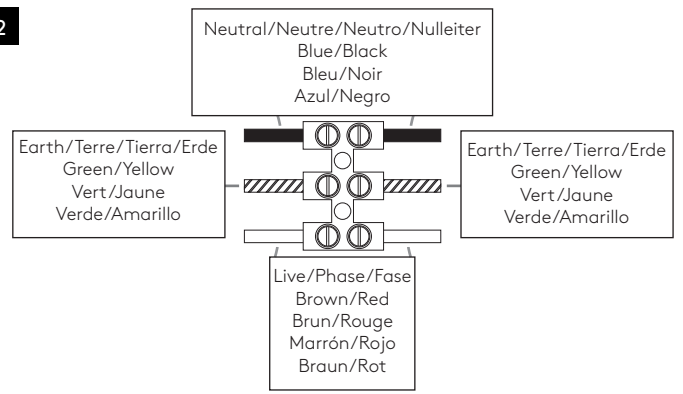 2
Neutral/Neutre/Neutro/Nulleiter
Blue/Black
Bleu/Noir
Azul/Negro
Earth/Terre/Tierra/Erde
Green/Yellow
Vert/Jaune
Verde/Amarillo
Earth/Terre/Tierra/Erde
Green/Yellow
Vert/Jaune
Verde/Amarillo
Live/Phase/Fase
Brown/Red
Brun/Rouge
Marrón/Rojo
Braun/Rot